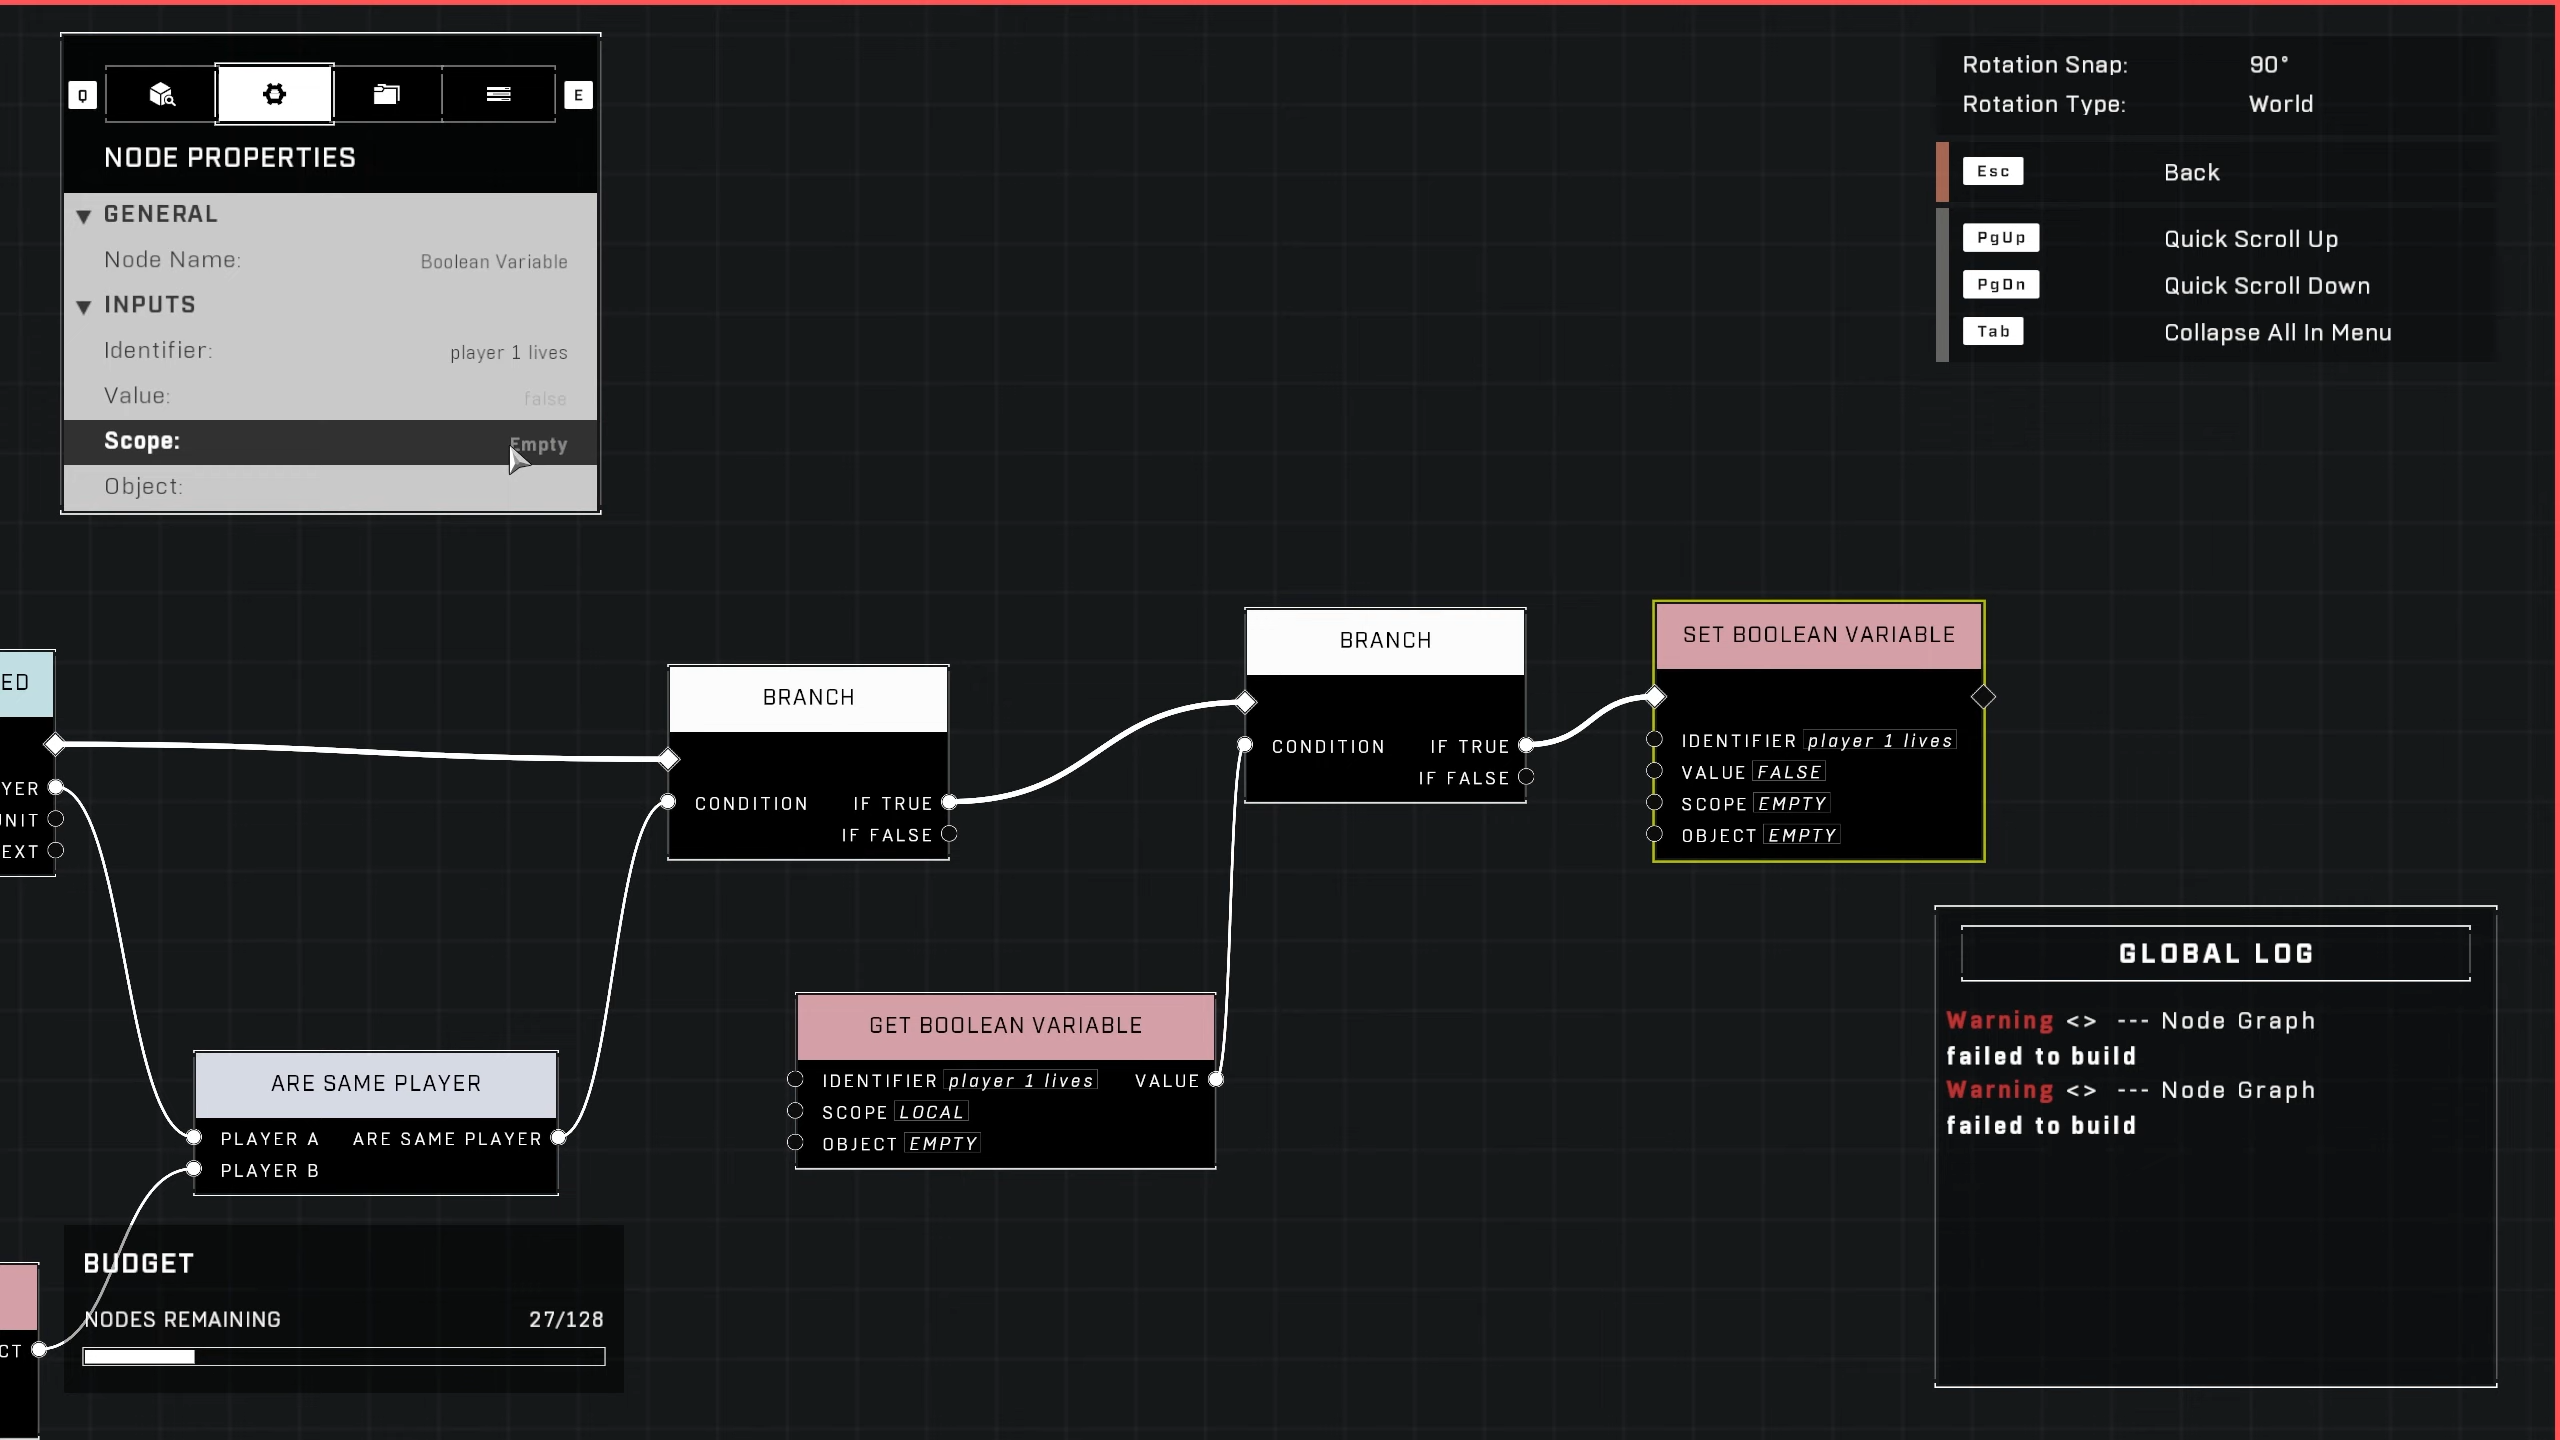 Q
E
NODE PROPERTIES
GENERAL
Node Name: Boolean Variable
INPUTS
Identifier: player 1 lives
Value: false
Scope: Empty
Object:
Rotation Snap: 90°
Rotation Type: World
Esc Back
PgUp Quick Scroll Up
PgDn Quick Scroll Down
Tab Collapse All In Menu
ED
YER
NIT
EXT
BRANCH
CONDITION IF TRUE
IF FALSE
BRANCH
CONDITION IF TRUE
IF FALSE
SET BOOLEAN VARIABLE
IDENTIFIER player 1 lives
VALUE FALSE
SCOPE EMPTY
OBJECT EMPTY
ARE SAME PLAYER
PLAYER A ARE SAME PLAYER
PLAYER B
GET BOOLEAN VARIABLE
IDENTIFIER player 1 lives VALUE
SCOPE LOCAL
OBJECT EMPTY
GLOBAL LOG
Warning <> --- Node Graph
failed to build
Warning <> --- Node Graph
failed to build
BUDGET
NODES REMAINING 27/128
CT